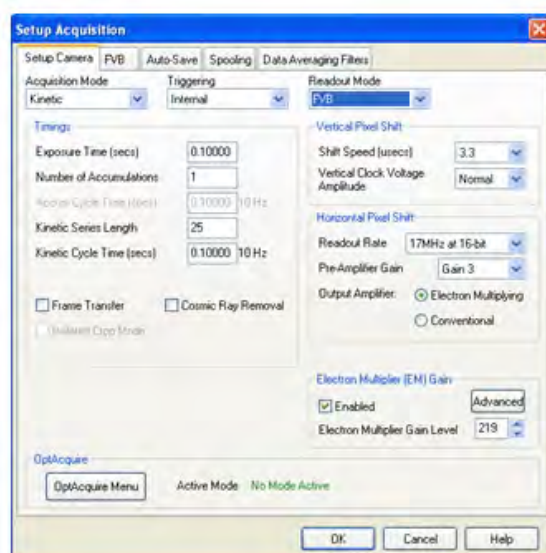 Setup Acquisition
Setup Camera FVB Auto-Save Spooling Data Averaging Filters
Acquisition Mode Triggering Readout Mode
Kinetic Internal FVB
Timings
Exposure Time (secs) 0.10000
Number of Accumulations 1
Accum Cycle Time (secs) 0.10000 10 Hz
Kinetic Series Length 25
Kinetic Cycle Time (secs) 0.10000 10 Hz
Frame Transfer Cosmic Ray Removal
Isolated Crop Mode
Vertical Pixel Shift
Shift Speed (usecs) 3.3
Vertical Clock Voltage Amplitude Normal
Horizontal Pixel Shift
Readout Rate 17MHz at 16-bit
Pre-Amplifier Gain Gain 3
Output Amplifier: Electron Multiplying
Conventional
Electron Multiplier (EM) Gain
Enabled Advanced
Electron Multiplier Gain Level 219
OptAcquire
OptAcquire Menu Active Mode No Mode Active
OK Cancel Help